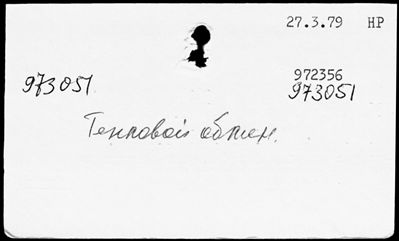 27.3.79 HP
972356
973051. 973051
Тепловой обмен.